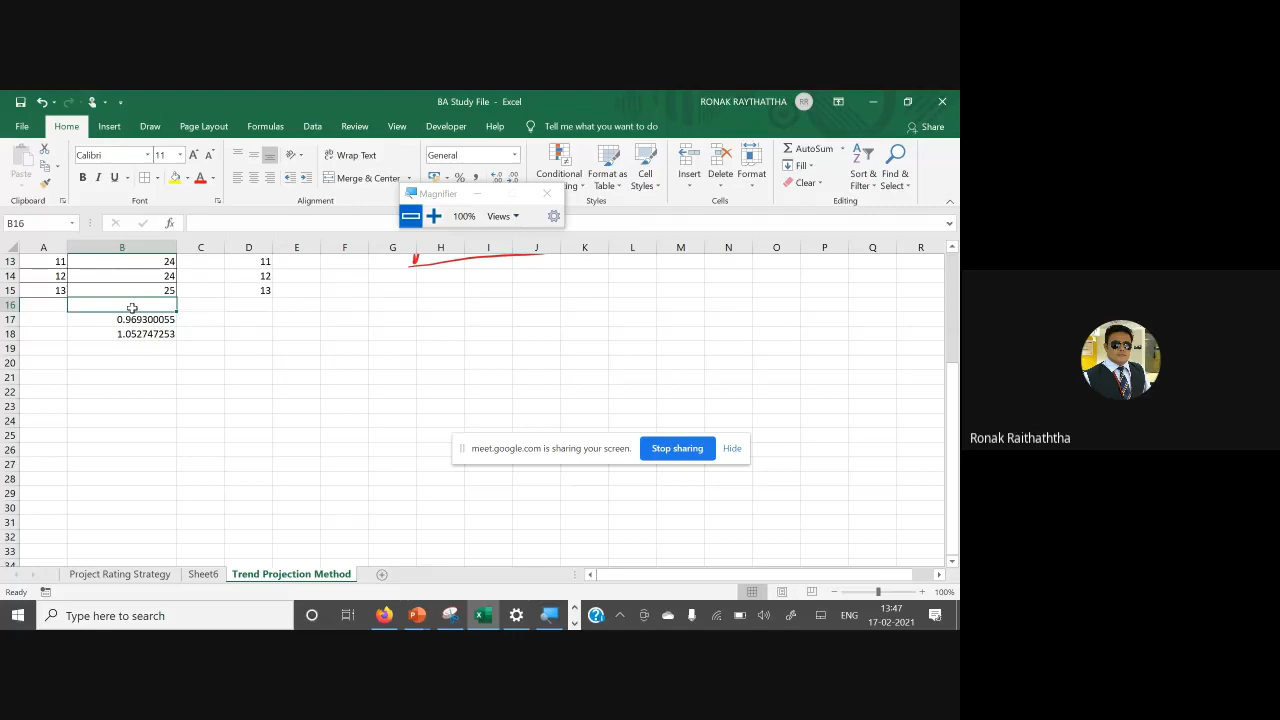 BA Study File - Excel
RONAK RAYTHATTHA RR
File Home Insert Draw Page Layout Formulas Data Review View Developer Help Tell me what you want to do Share
Paste Calibri 11 Wrap Text General Conditional Formatting Format as Table Cell Styles Insert Delete Format AutoSum Sort & Filter Find & Select
B I U Merge & Center % Fill
Clear
Clipboard Font Alignment Styles Cells Editing
Magnifier
100% Views
B16 fx
A B C D E F G H I J K L M N O P Q R
13 11 24 11
14 12 24 12
15 13 25 13
16
17 0.969300055
18 1.052747253
19
20
21
22
23
24
25
26
27
28
29
30
31
32
33
34
meet.google.com is sharing your screen. Stop sharing Hide
Ronak Raithaththa
Project Rating Strategy Sheet6 Trend Projection Method
Ready 100%
Type here to search ENG 13:47
17-02-2021